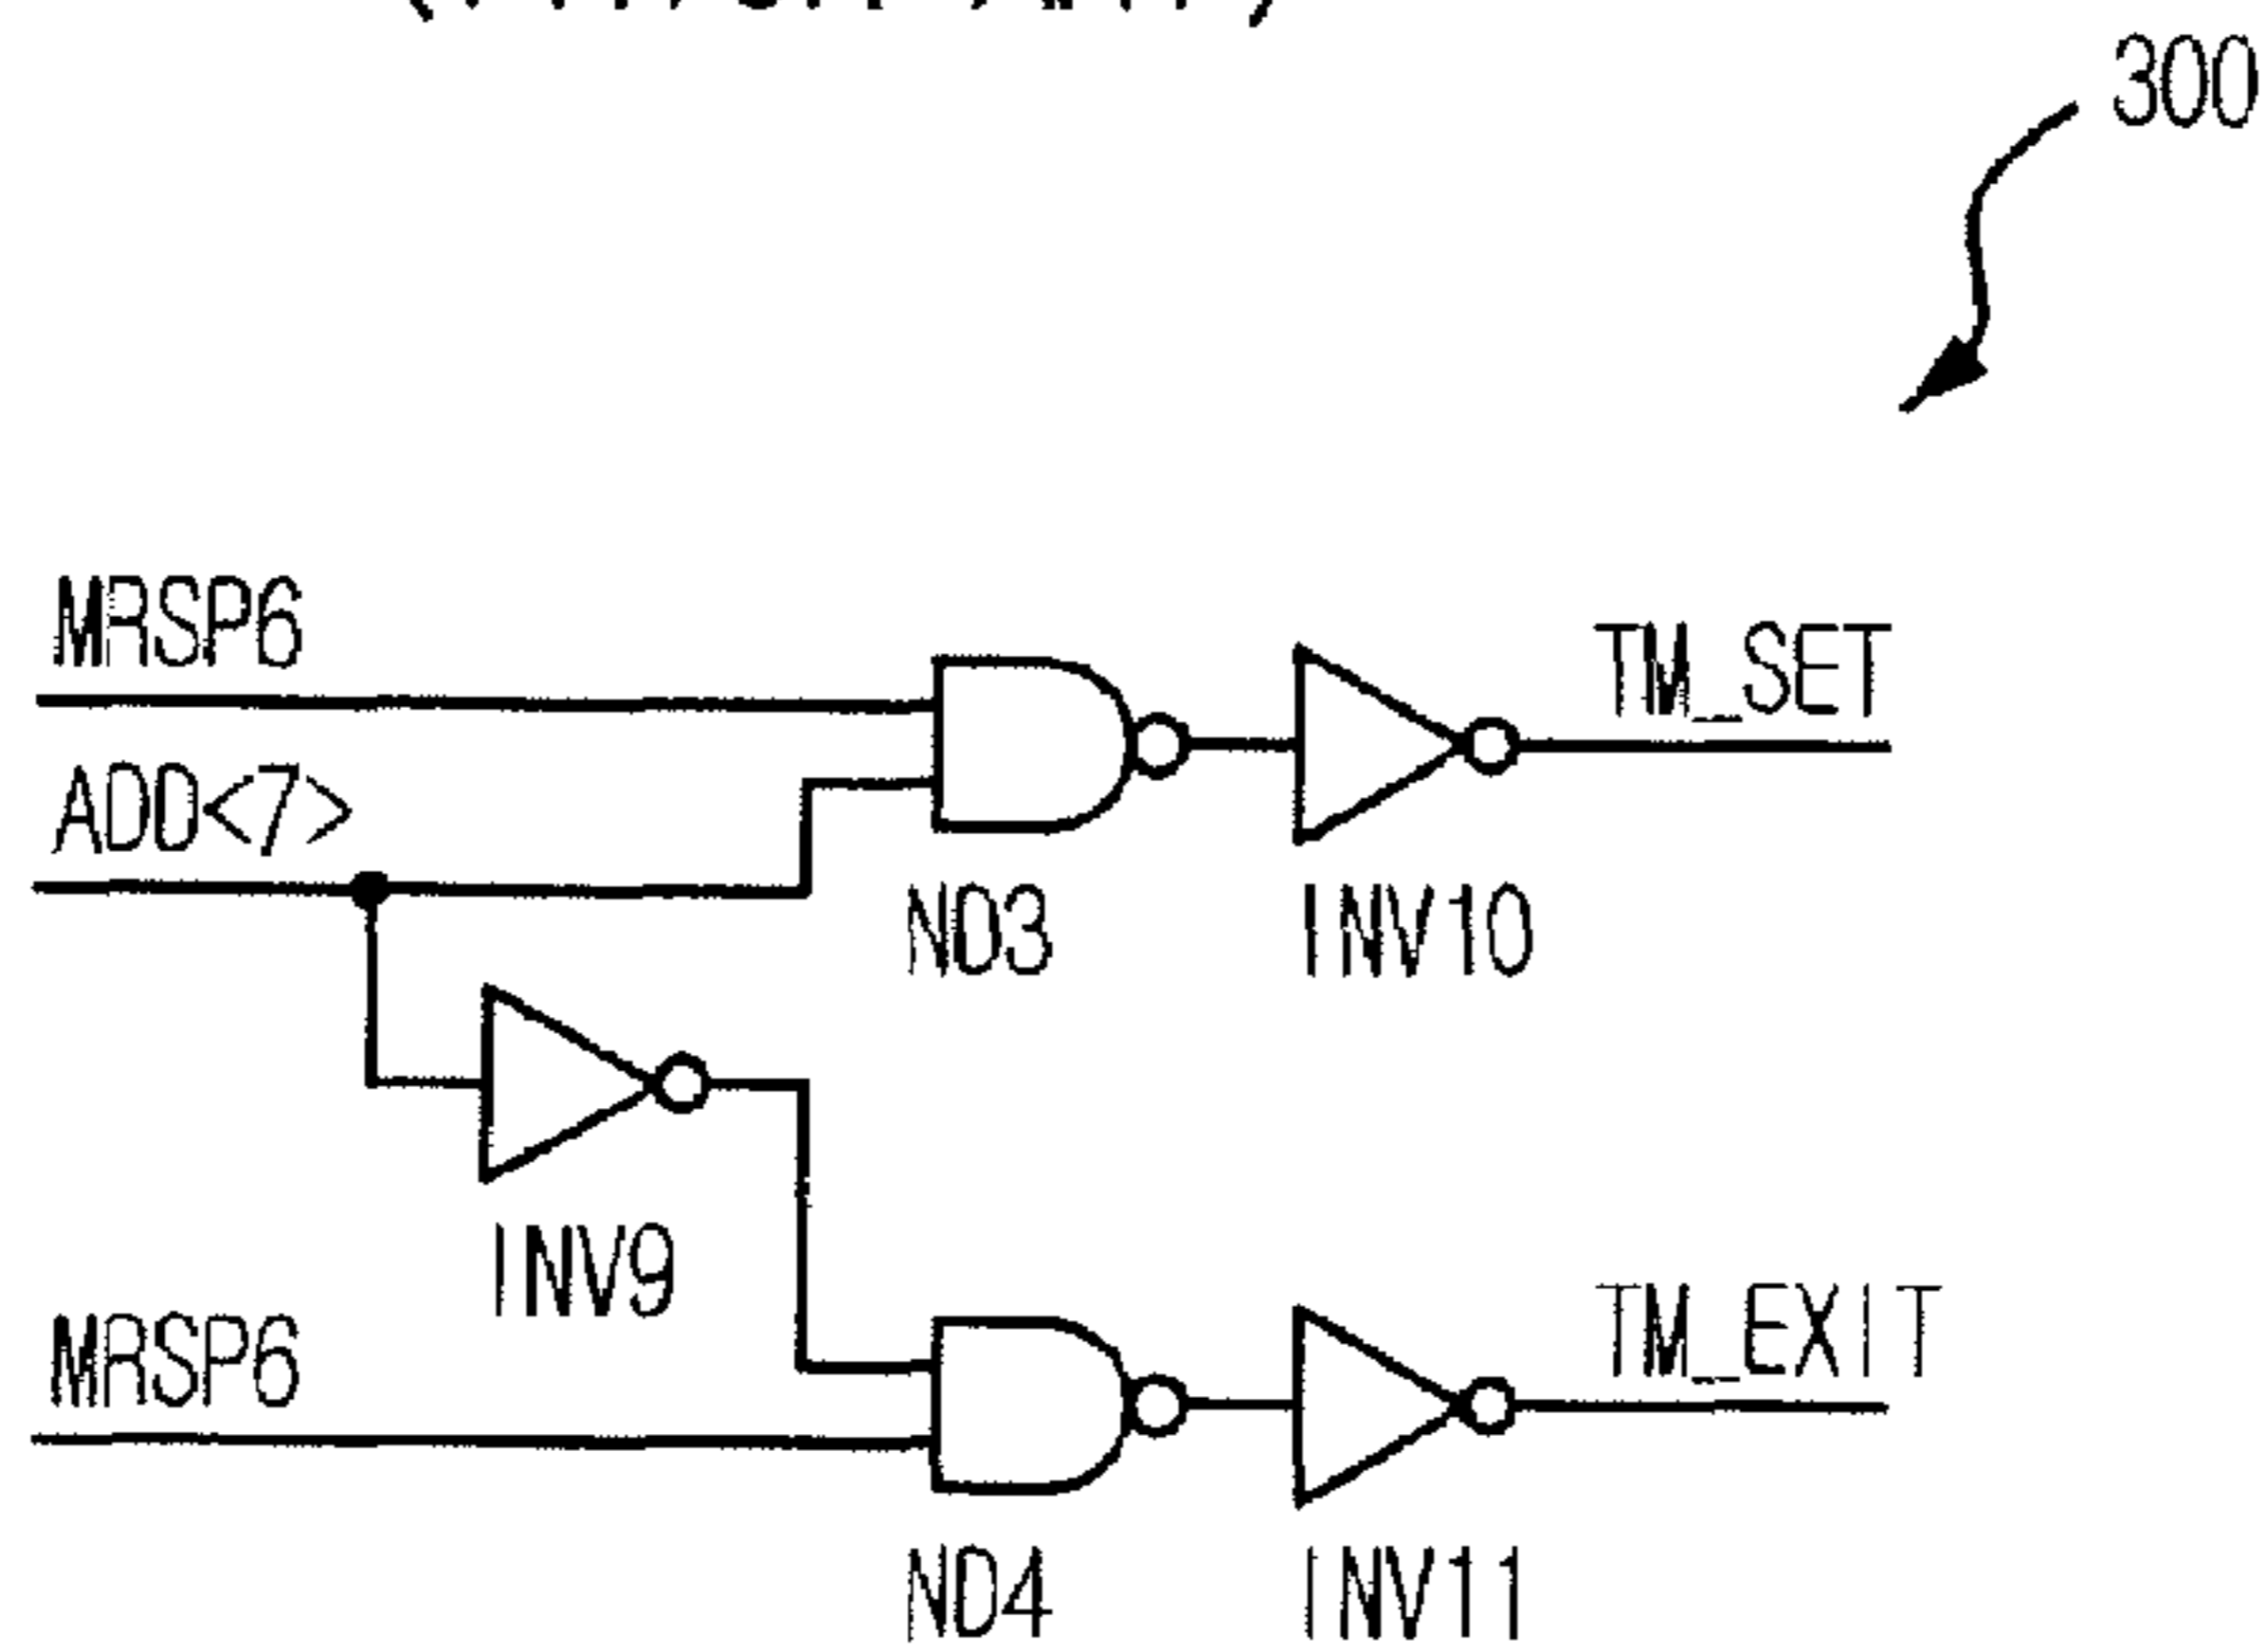 300
MRSP6
TM_SET
ADD<7>
ND3
INV10
INV9
MRSP6
TM_EXIT
ND4
INV11